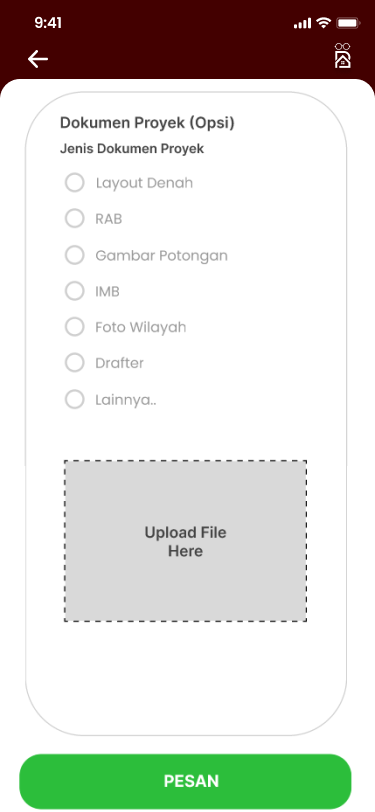 9:41
Dokumen Proyek (Opsi)
Jenis Dokumen Proyek
Layout Denah
RAB
Gambar Potongan
IMB
Foto Wilayah
Drafter
Lainnya..
Upload File
Here
PESAN